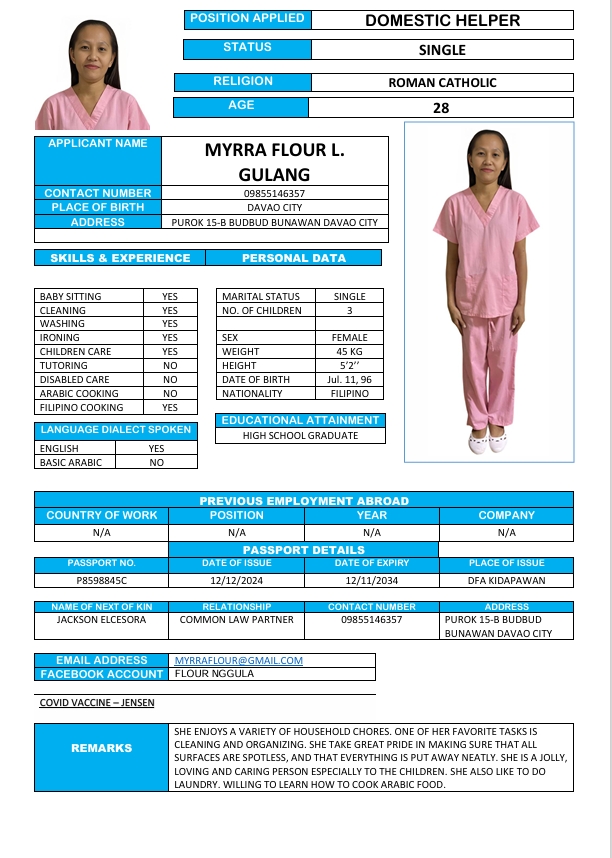 POSITION APPLIED DOMESTIC HELPER
STATUS SINGLE
RELIGION ROMAN CATHOLIC
AGE 28
APPLICANT NAME MYRRA FLOUR L.
GULANG
CONTACT NUMBER 09855146357
PLACE OF BIRTH DAVAO CITY
ADDRESS PUROK 15-B BUDBUD BUNAWAN DAVAO CITY
SKILLS & EXPERIENCE PERSONAL DATA
BABY SITTING YES
CLEANING YES
WASHING YES
IRONING YES
CHILDREN CARE YES
TUTORING NO
DISABLED CARE NO
ARABIC COOKING NO
FILIPINO COOKING YES
MARITAL STATUS SINGLE
NO. OF CHILDREN 3
SEX FEMALE
WEIGHT 45 KG
HEIGHT 5’2’’
DATE OF BIRTH Jul. 11, 96
NATIONALITY FILIPINO
EDUCATIONAL ATTAINMENT
HIGH SCHOOL GRADUATE
LANGUAGE DIALECT SPOKEN
ENGLISH YES
BASIC ARABIC NO
PREVIOUS EMPLOYMENT ABROAD
COUNTRY OF WORK POSITION YEAR COMPANY
N/A N/A N/A N/A
PASSPORT DETAILS
PASSPORT NO. DATE OF ISSUE DATE OF EXPIRY PLACE OF ISSUE
P8598845C 12/12/2024 12/11/2034 DFA KIDAPAWAN
NAME OF NEXT OF KIN RELATIONSHIP CONTACT NUMBER ADDRESS
JACKSON ELCESORA COMMON LAW PARTNER 09855146357 PUROK 15-B BUDBUD
BUNAWAN DAVAO CITY
EMAIL ADDRESS MYRRAFLOUR@GMAIL.COM
FACEBOOK ACCOUNT FLOUR NGGULA
COVID VACCINE – JENSEN
REMARKS
SHE ENJOYS A VARIETY OF HOUSEHOLD CHORES. ONE OF HER FAVORITE TASKS IS
CLEANING AND ORGANIZING. SHE TAKE GREAT PRIDE IN MAKING SURE THAT ALL
SURFACES ARE SPOTLESS, AND THAT EVERYTHING IS PUT AWAY NEATLY. SHE IS A JOLLY,
LOVING AND CARING PERSON ESPECIALLY TO THE CHILDREN. SHE ALSO LIKE TO DO
LAUNDRY. WILLING TO LEARN HOW TO COOK ARABIC FOOD.